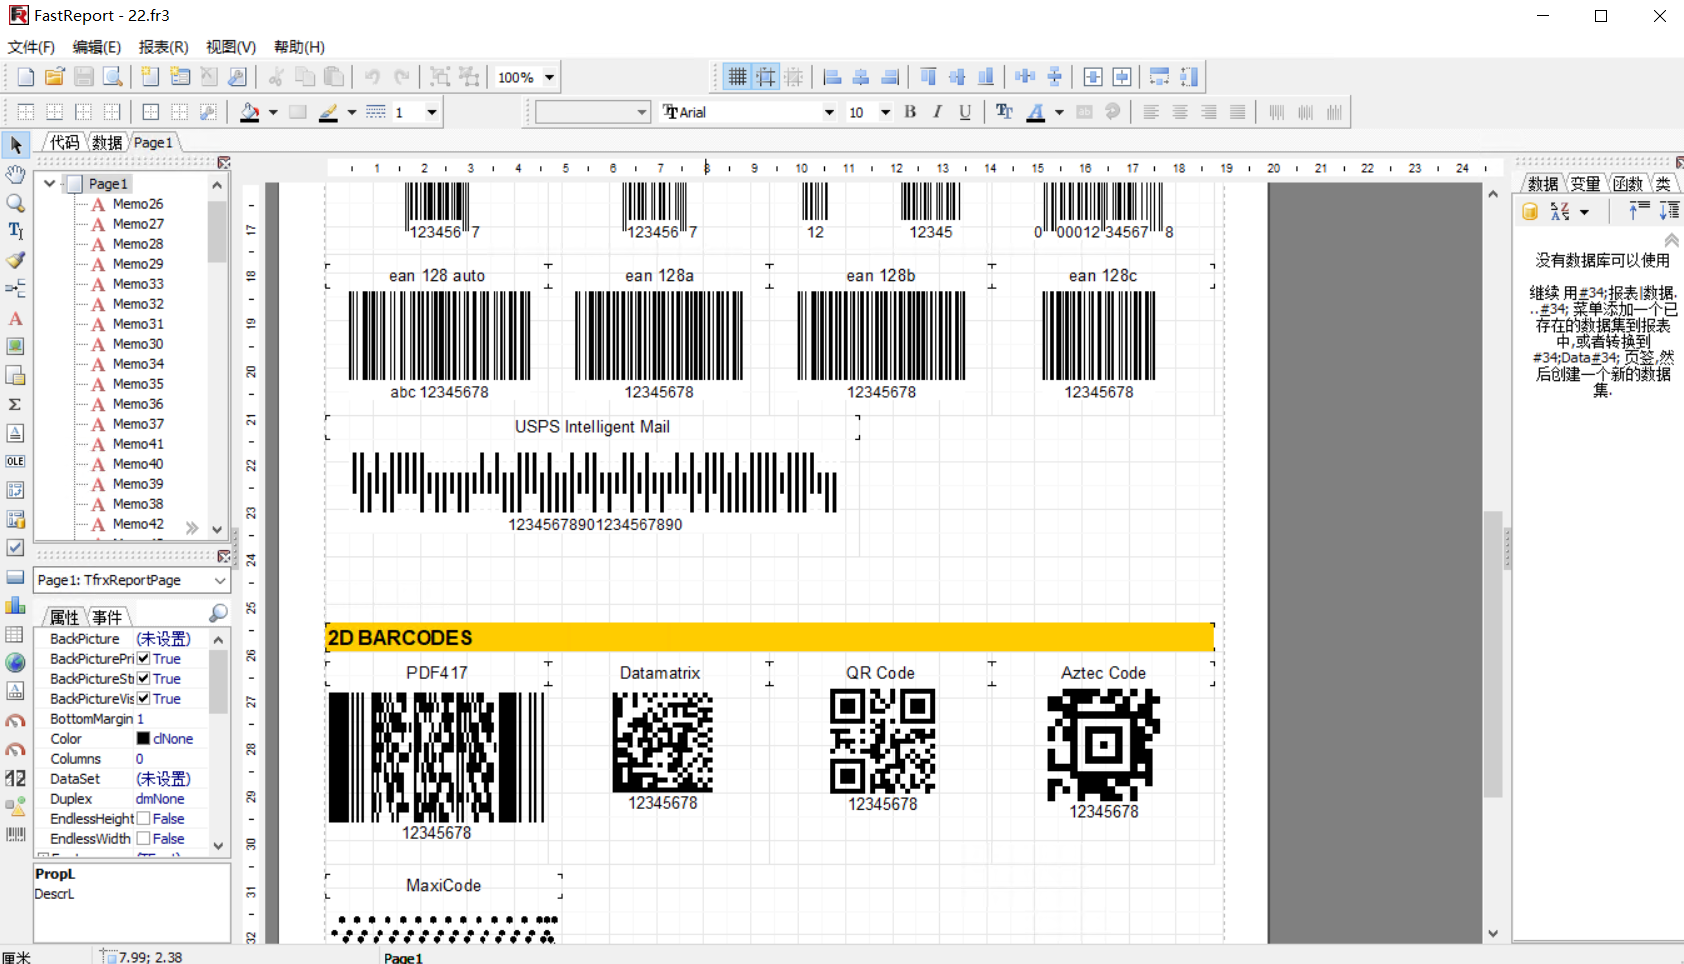 FastReport - 22.fr3
文件(F) 编辑(E) 报表(R) 视图(V) 帮助(H)
100%
1 Arial 10 B I U
代码 数据 Page1
1 2 3 4 5 6 7 8 9 10 11 12 13 14 15 16 17 18 19 20 21 22 23 24
Page1
Memo26
Memo27
Memo28
Memo29
Memo33
Memo32
Memo31
Memo30
Memo34
Memo35
Memo36
Memo37
Memo41
Memo40
Memo39
Memo38
Memo42
OLE
Page1: TfrxReportPage
属性 事件
BackPicture (未设置)
BackPicturePri True
BackPictureStr True
BackPictureVis True
BottomMargin 1
Color clNone
Columns 0
DataSet (未设置)
Duplex dmNone
EndlessHeight False
EndlessWidth False
PropL
DescrL
17
18
19
20
21
22
23
24
25
26
27
28
29
30
31
32
123456 7 123456 7 12 12345 0 00012 34567 8
ean 128 auto ean 128a ean 128b ean 128c
abc 12345678 12345678 12345678 12345678
USPS Intelligent Mail
12345678901234567890
2D BARCODES
PDF417 Datamatrix QR Code Aztec Code
12345678 12345678 12345678 12345678
MaxiCode
数据 变量 函数 类
没有数据库可以使用
继续 用#34;报表|数据.
..#34; 菜单添加一个已
存在的数据集到报表
中,或者转换到
#34;Data#34; 页签,然
后创建一个新的数据
集.
厘米 7.99; 2.38 Page1